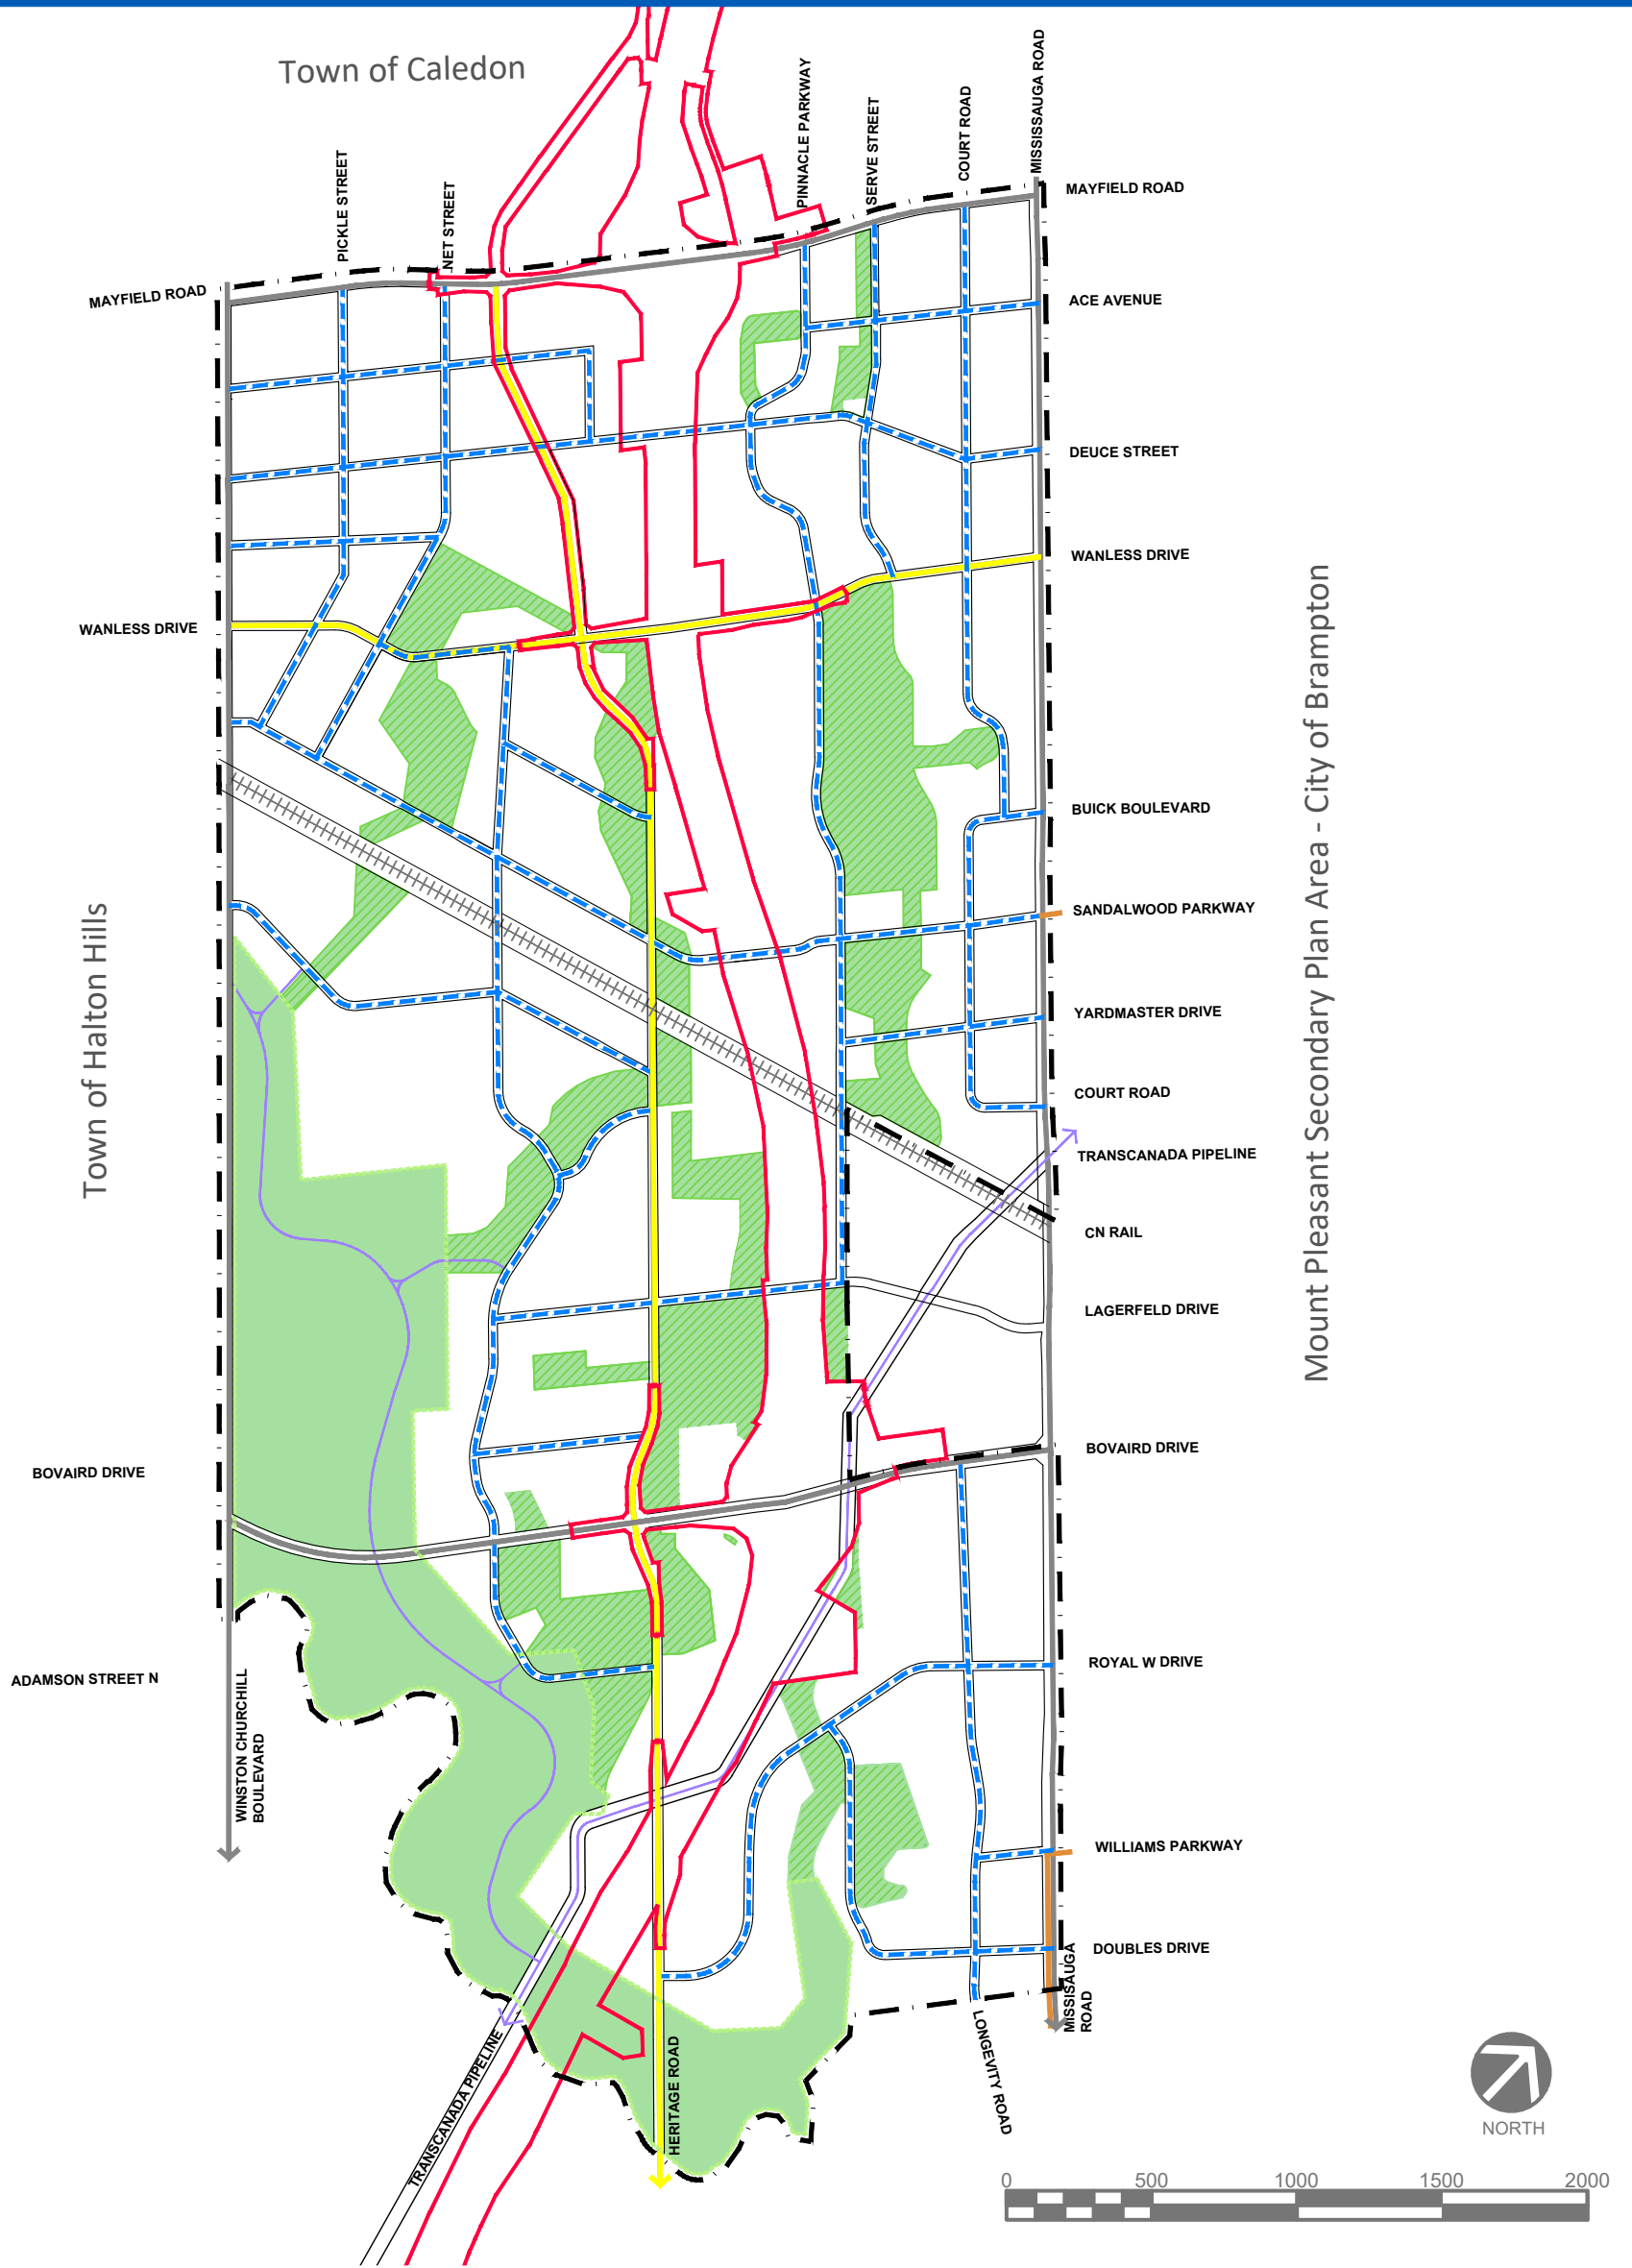 Town of Caledon
PICKLE STREET
NET STREET
PINNACLE PARKWAY
SERVE STREET
COURT ROAD
MISSISSAUGA ROAD
MAYFIELD ROAD
MAYFIELD ROAD
ACE AVENUE
DEUCE STREET
WANLESS DRIVE
WANLESS DRIVE
BUICK BOULEVARD
SANDALWOOD PARKWAY
YARDMASTER DRIVE
COURT ROAD
TRANSCANADA PIPELINE
CN RAIL
LAGERFELD DRIVE
BOVAIRD DRIVE
BOVAIRD DRIVE
Town of Halton Hills
Mount Pleasant Secondary Plan Area - City of Brampton
ROYAL W DRIVE
ADAMSON STREET N
WINSTON CHURCHILL
BOULEVARD
WILLIAMS PARKWAY
DOUBLES DRIVE
MISSISAUGA
ROAD
LONGEVITY ROAD
HERITAGE ROAD
TRANSCANADA PIPELINE
NORTH
0 500 1000 1500 2000